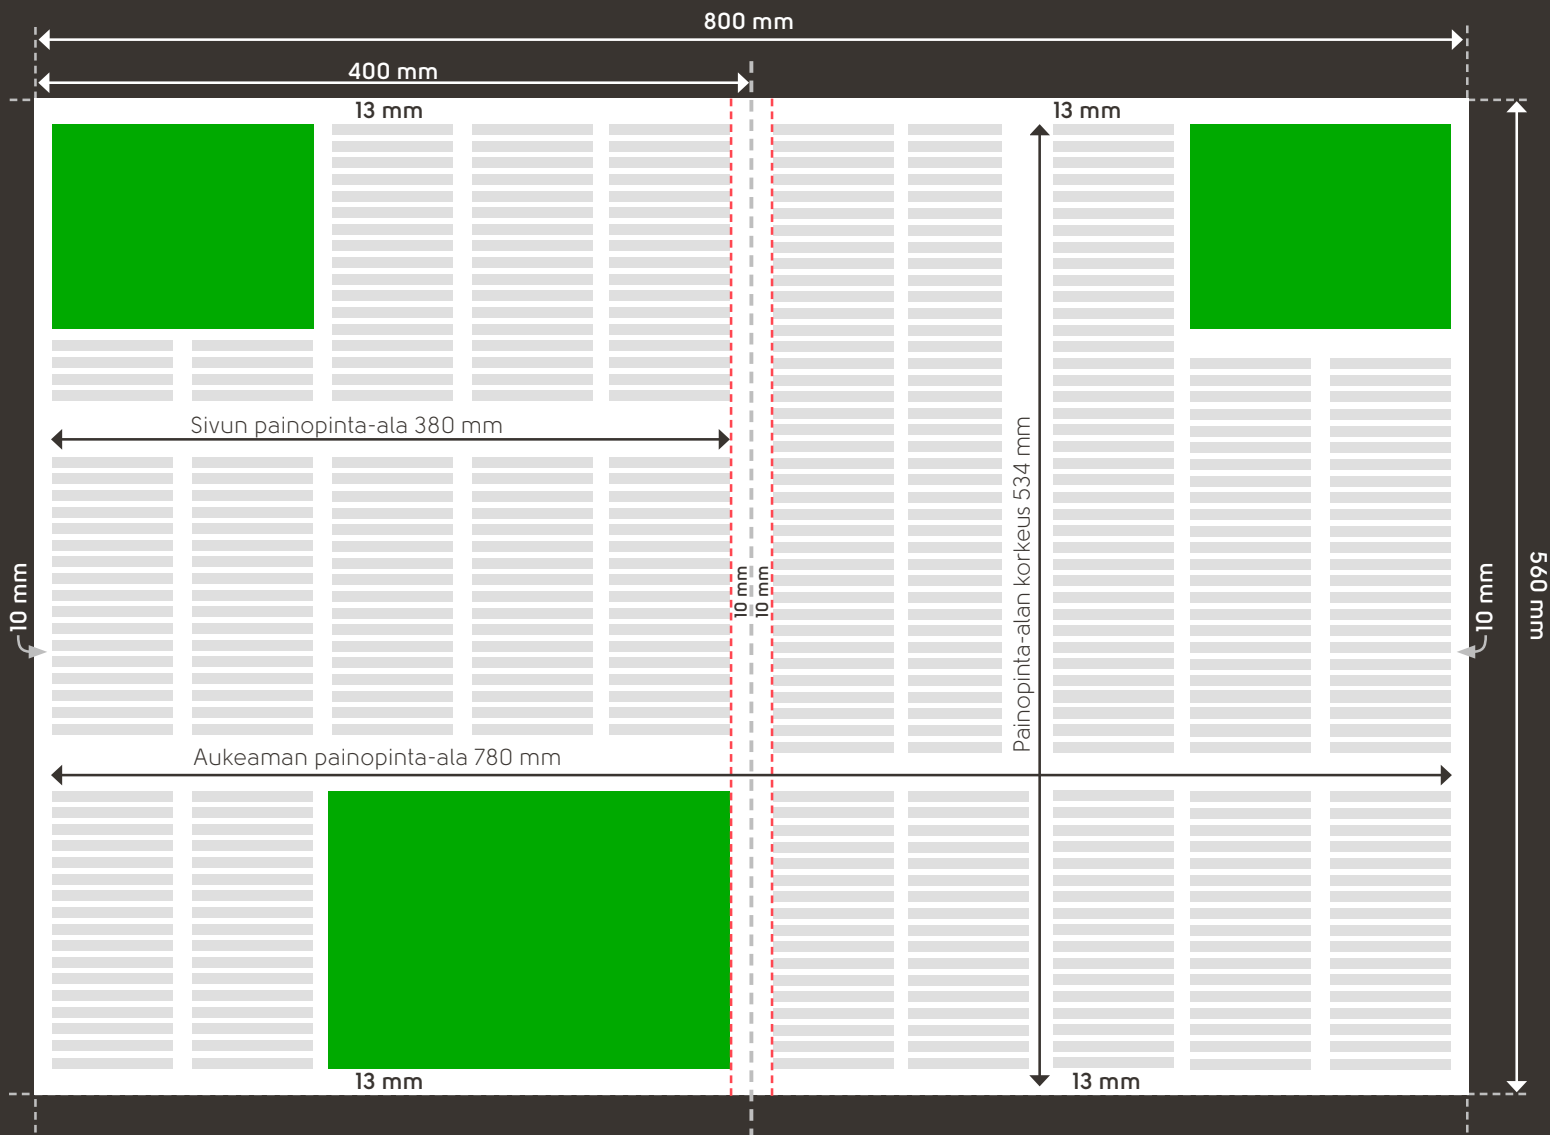 800 mm
400 mm
13 mm
13 mm
Sivun painopinta-ala 380 mm
Painopinta-alan korkeus 534 mm
10 mm
10 mm
10 mm
10 mm
560 mm
Aukeaman painopinta-ala 780 mm
13 mm
13 mm